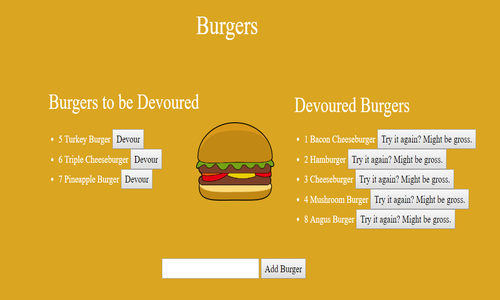 Burgers
Burgers to be Devoured
5 Turkey Burger Devour
6 Triple Cheeseburger Devour
7 Pineapple Burger Devour
Devoured Burgers
1 Bacon Cheeseburger Try it again? Might be gross.
2 Hamburger Try it again? Might be gross.
3 Cheeseburger Try it again? Might be gross.
4 Mushroom Burger Try it again? Might be gross.
8 Angus Burger Try it again? Might be gross.
Add Burger